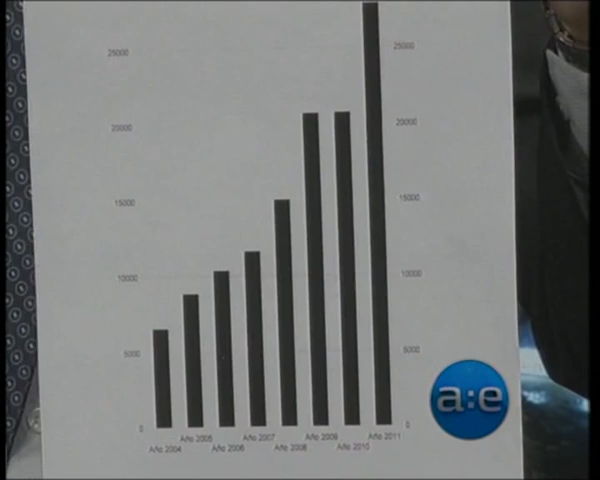 25000
25000
20000
20000
15000
15000
10000
10000
5000
5000
0
0
Año 2004
Año 2005
Año 2006
Año 2007
Año 2008
Año 2009
Año 2010
Año 2011
a:e